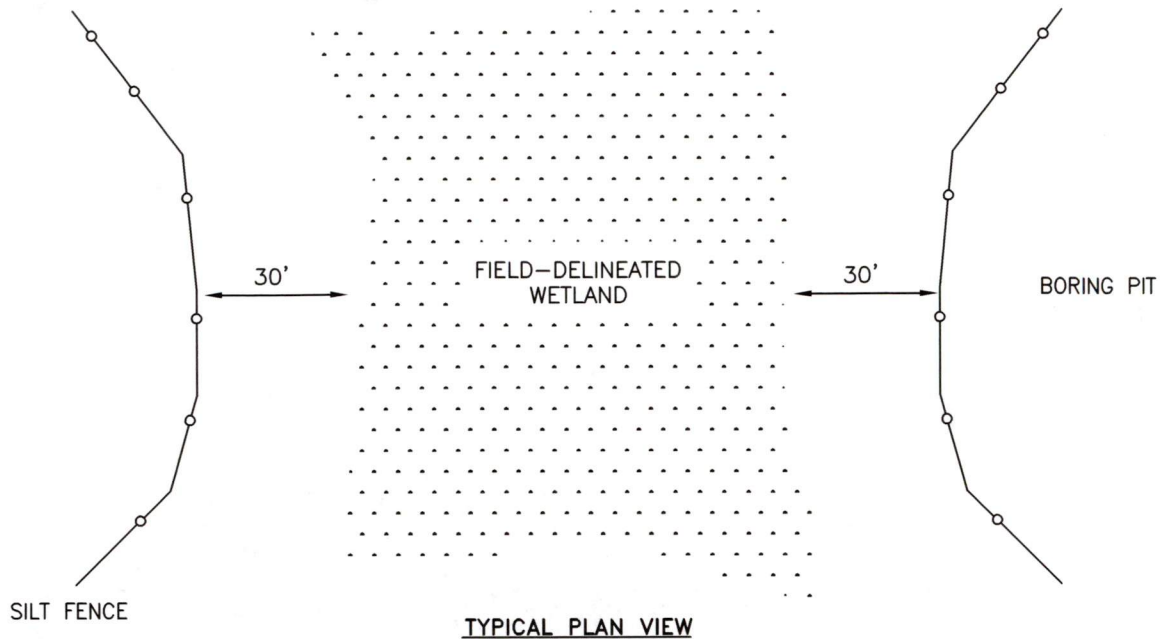 30'
FIELD-DELINEATED
WETLAND
30'
BORING PIT
SILT FENCE
TYPICAL PLAN VIEW